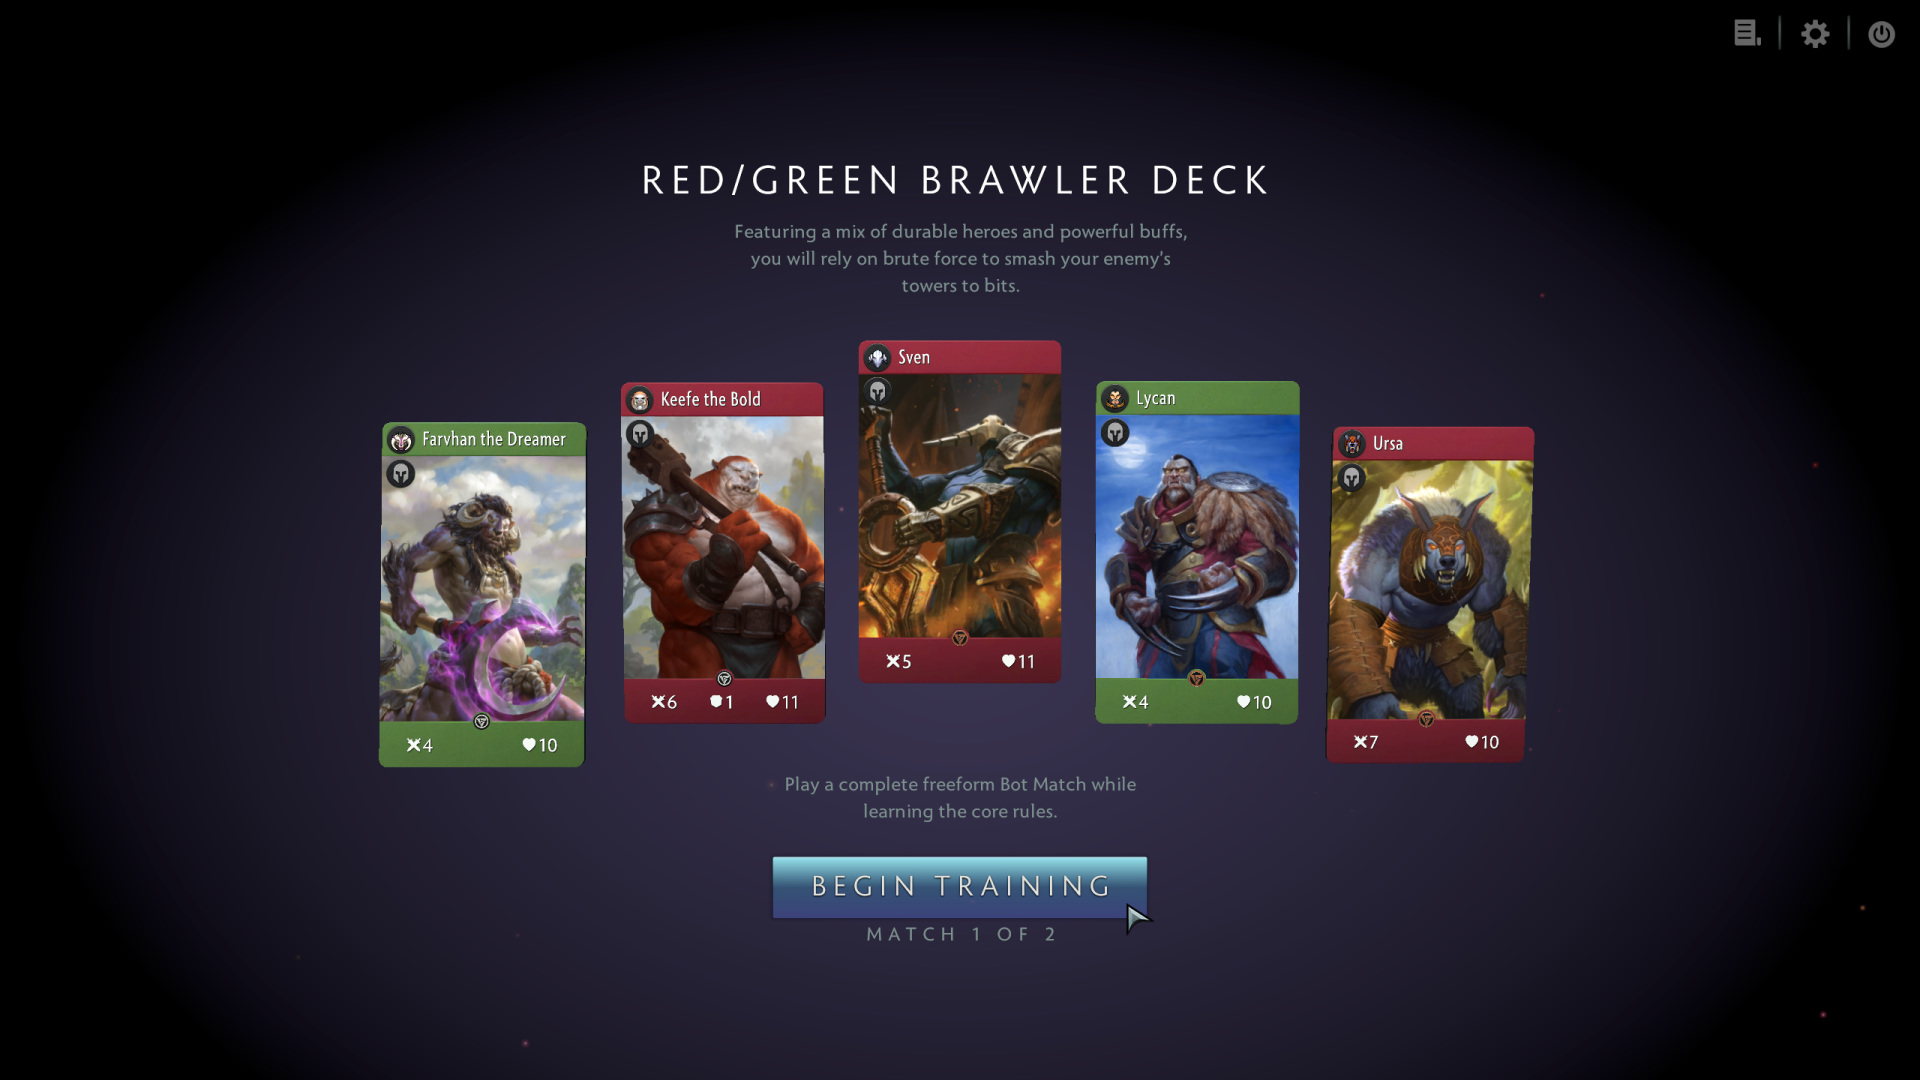 RED/GREEN BRAWLER DECK
Featuring a mix of durable heroes and powerful buffs,
you will rely on brute force to smash your enemy's
towers to bits.
Farvhan the Dreamer
4
10
Keefe the Bold
6
1
11
Sven
5
11
Lycan
4
10
Ursa
7
10
Play a complete freeform Bot Match while
learning the core rules.
BEGIN TRAINING
MATCH 1 OF 2